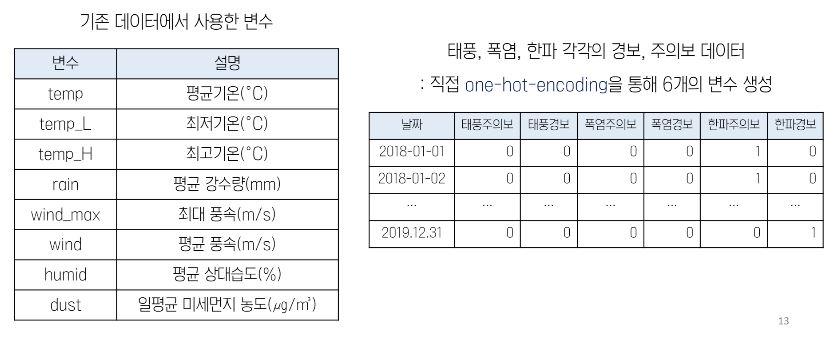 기존 데이터에서 사용한 변수
변수 설명
temp 평균기온(°C)
temp_L 최저기온(°C)
temp_H 최고기온(°C)
rain 평균 강수량(mm)
wind_max 최대 풍속(m/s)
wind 평균 풍속(m/s)
humid 평균 상대습도(%)
dust 일평균 미세먼지 농도(㎍/㎥)
태풍, 폭염, 한파 각각의 경보, 주의보 데이터
: 직접 one-hot-encoding을 통해 6개의 변수 생성
날짜 태풍주의보 태풍경보 폭염주의보 폭염경보 한파주의보 한파경보
2018-01-01 0 0 0 0 1 0
2018-01-02 0 0 0 0 1 0
... ... ... ... ... ... ...
2019.12.31 0 0 0 0 0 1
13